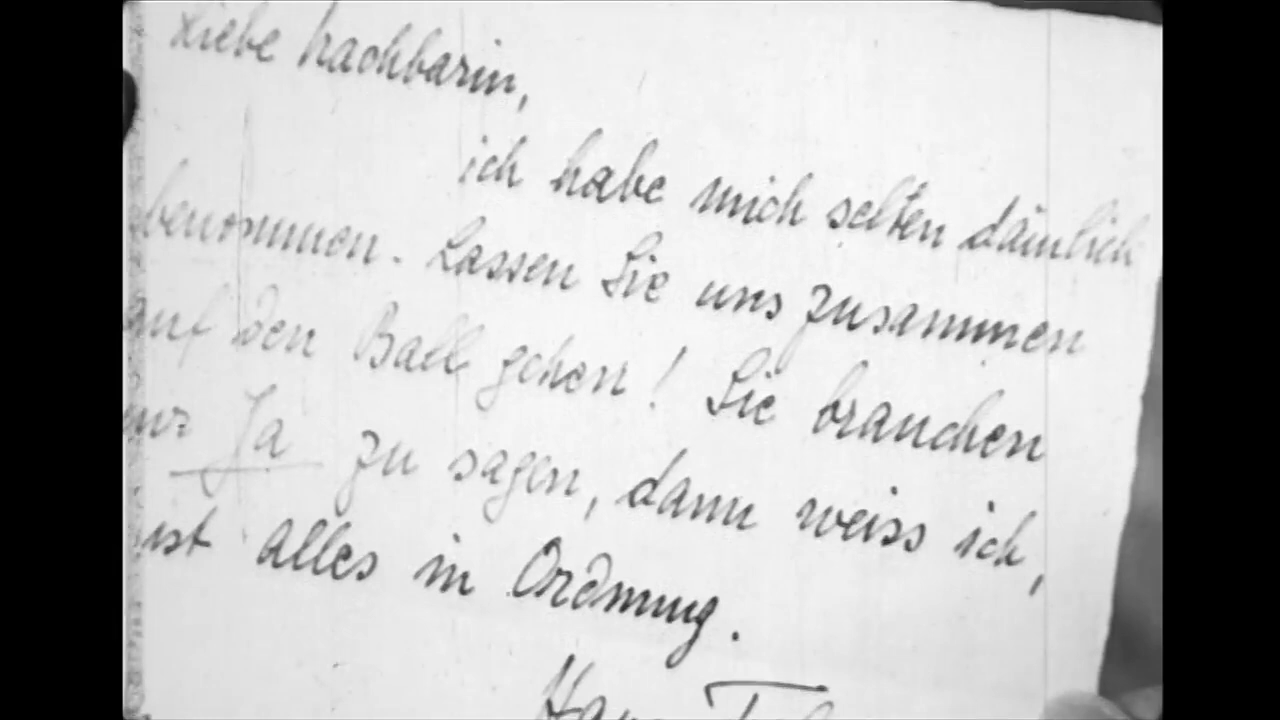 Liebe Nachbarin,
ich habe mich selten dämlich
benommen. Lassen Sie uns zusammen
auf den Ball gehen! Sie brauchen
nur Ja zu sagen, dann weiss ich,
ist alles in Ordnung.